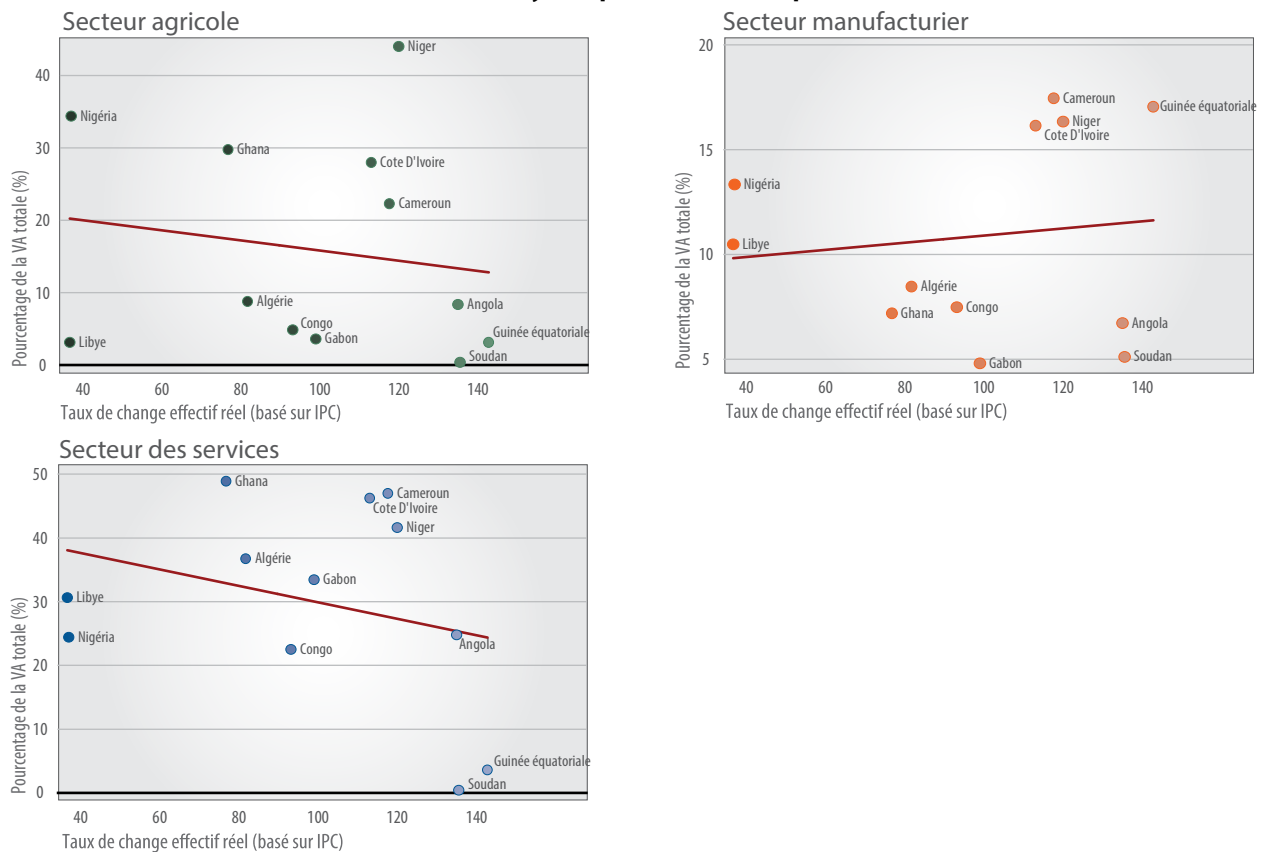 Secteur agricole
Pourcentage de la VA totale (%)
40
30
20
10
0
Niger
Nigéria
Ghana
Cote D'Ivoire
Cameroun
Algérie
Angola
Congo
Gabon
Guinée équatoriale
Libye
Soudan
40 60 80 100 120 140
Taux de change effectif réel (basé sur IPC)
Secteur manufacturier
Pourcentage de la VA totale (%)
20
15
10
5
Cameroun
Guinée équatoriale
Niger
Cote D'Ivoire
Nigéria
Libye
Algérie
Congo
Ghana
Angola
Soudan
Gabon
40 60 80 100 120 140
Taux de change effectif réel (basé sur IPC)
Secteur des services
Pourcentage de la VA totale (%)
50
40
30
20
10
0
Ghana
Cameroun
Cote D'Ivoire
Niger
Algérie
Gabon
Libye
Nigéria
Angola
Congo
Guinée équatoriale
Soudan
40 60 80 100 120 140
Taux de change effectif réel (basé sur IPC)